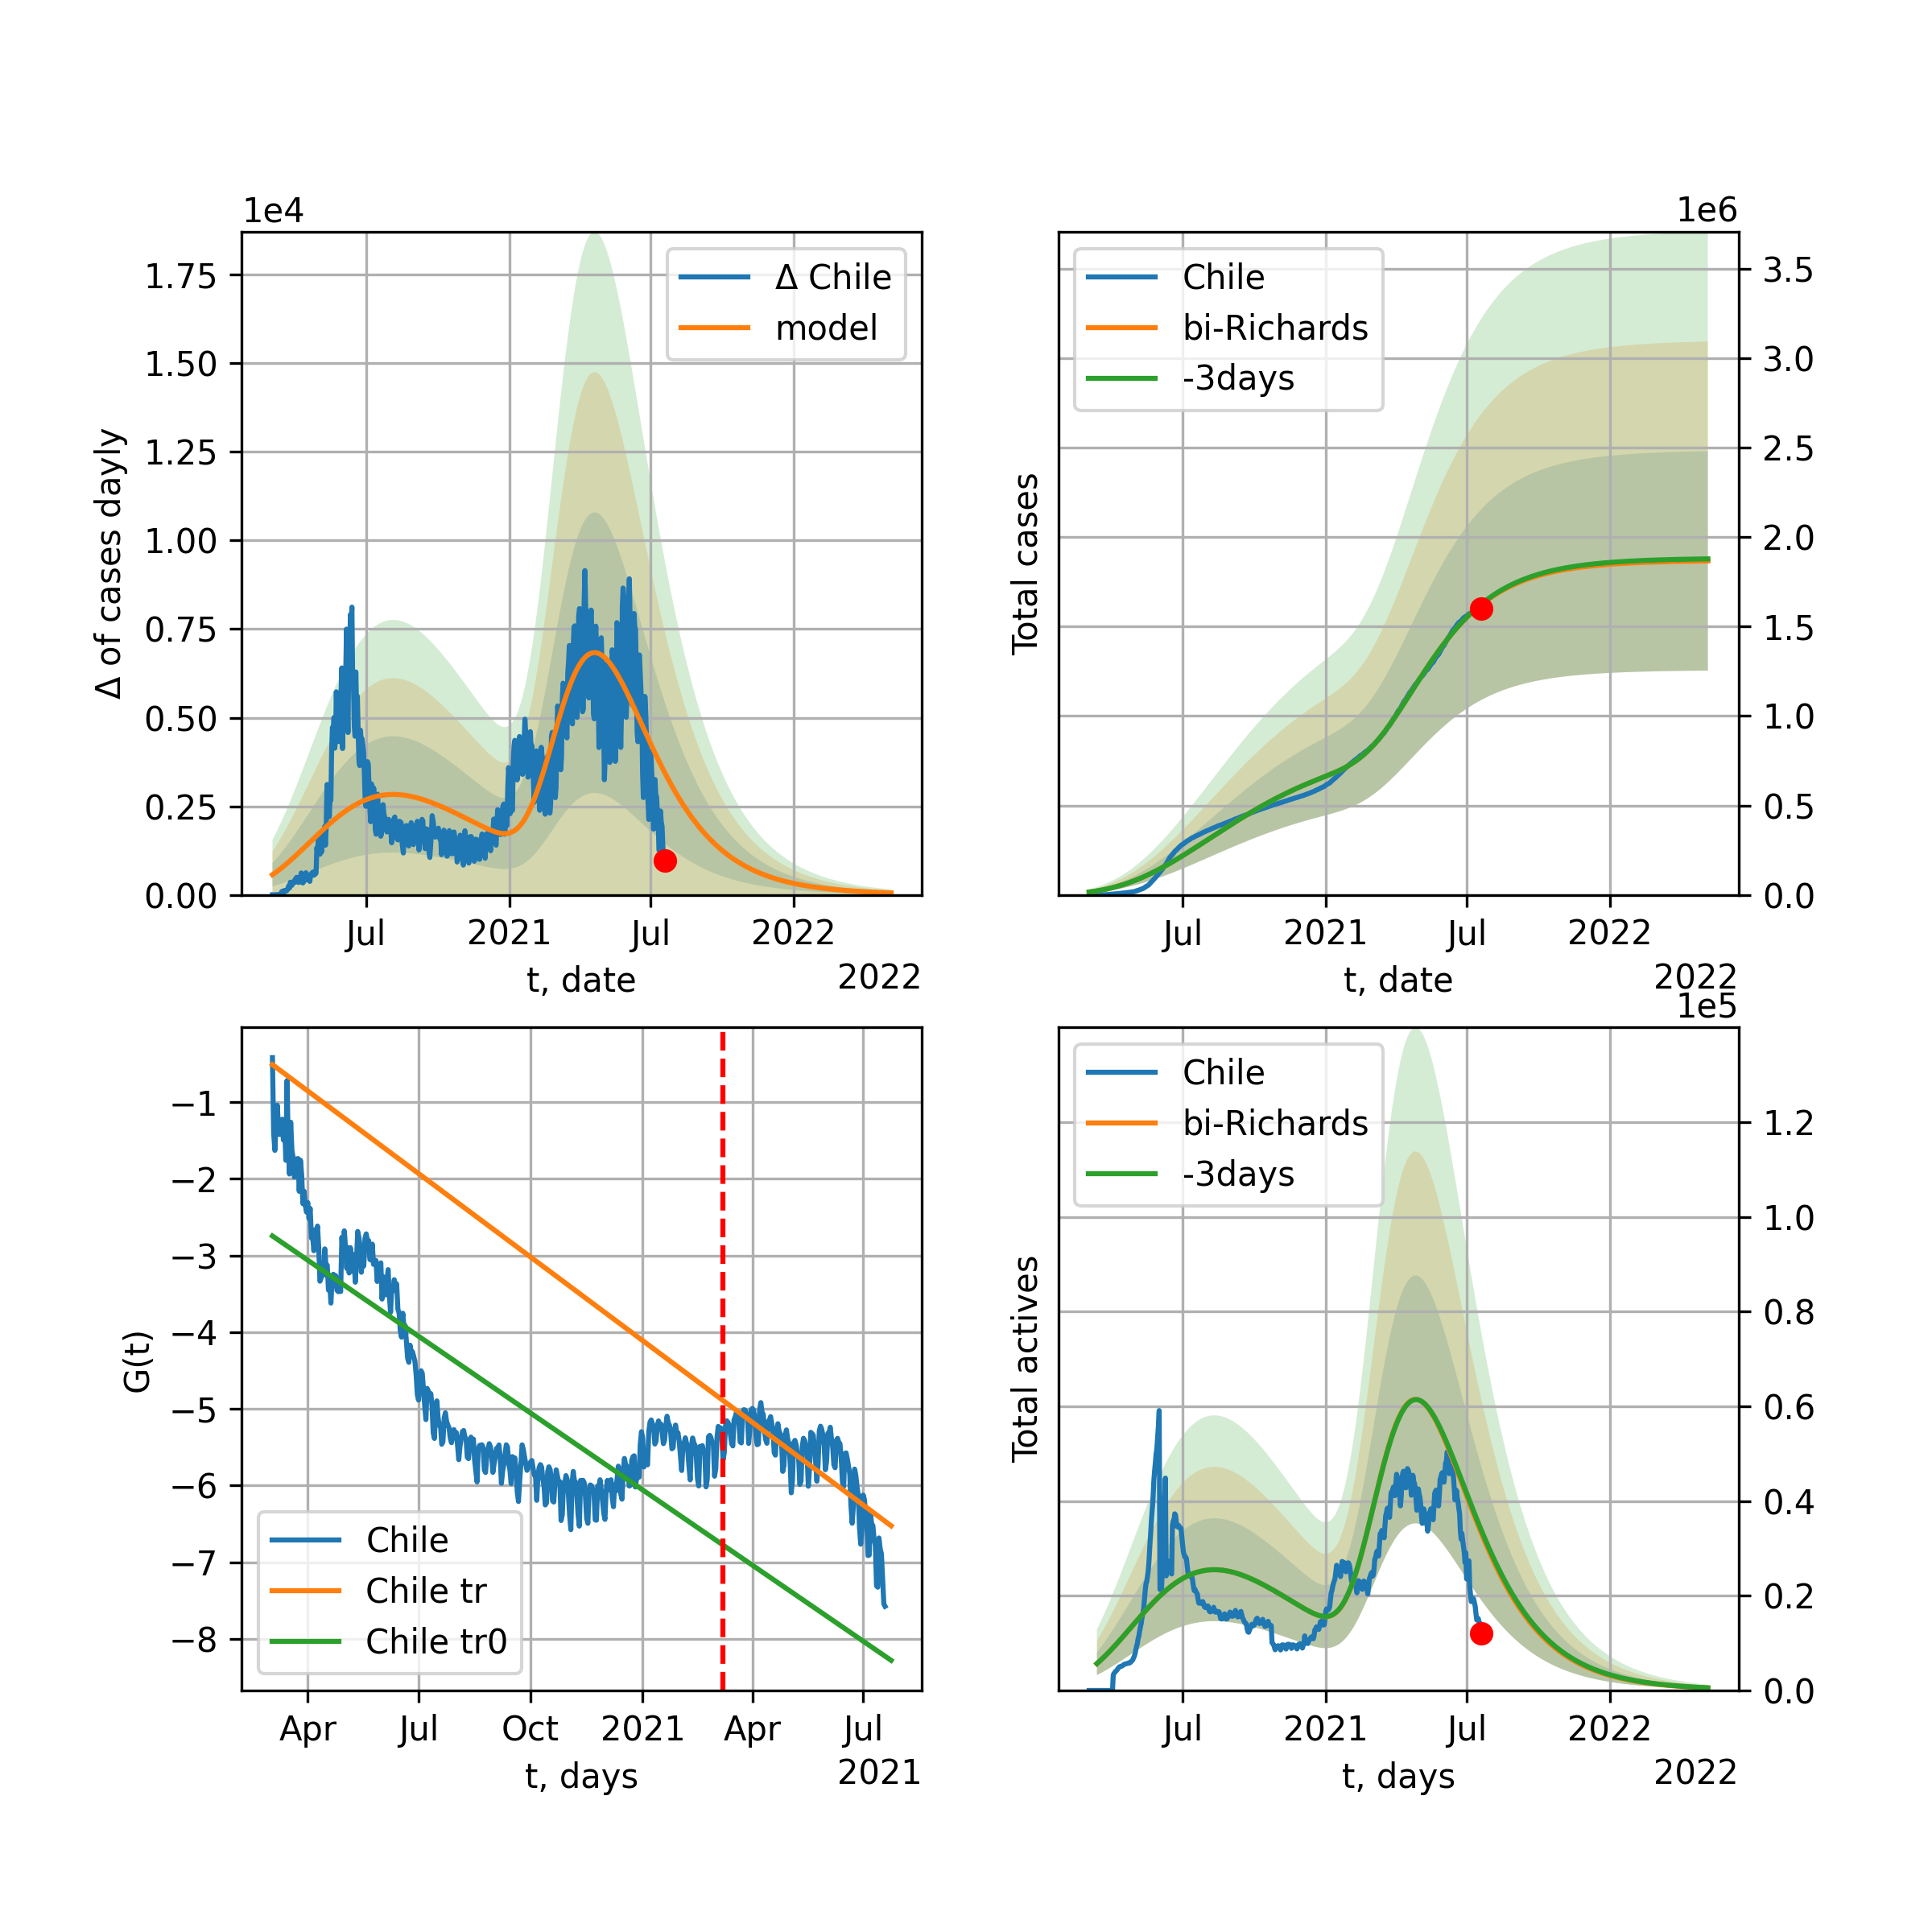 1e4
1.75
1.50
1.25
1.00
0.75
0.50
0.25
0.00
Δ of cases dayly
Δ Chile
model
Jul 2021 Jul 2022
t, date
2022
1e6
3.5
3.0
2.5
2.0
1.5
1.0
0.5
0.0
Total cases
Chile
bi-Richards
-3days
Jul 2021 Jul 2022
t, date
2022
−1
−2
−3
−4
−5
−6
−7
−8
G(t)
Chile
Chile tr
Chile tr0
Apr Jul Oct 2021 Apr Jul
t, days
2021
1e5
1.2
1.0
0.8
0.6
0.4
0.2
0.0
Total actives
Chile
bi-Richards
-3days
Jul 2021 Jul 2022
t, days
2022